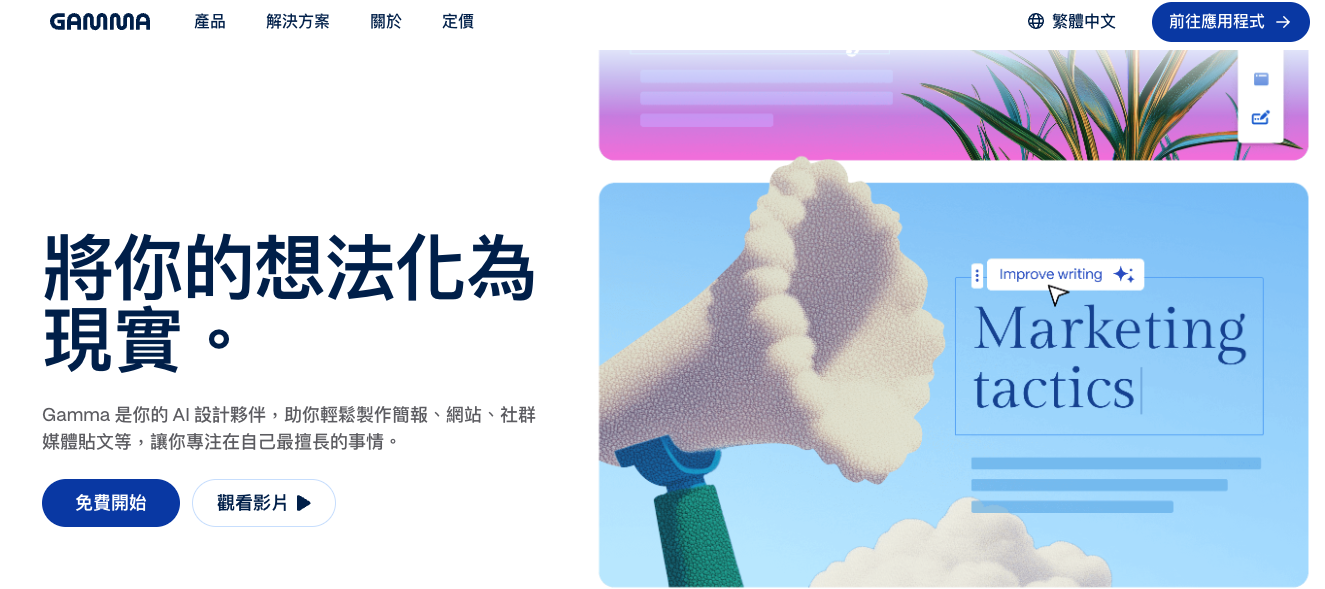 GAMMA
產品
解決方案
關於
定價
繁體中文
前往應用程式
將你的想法化為
現實。
Gamma 是你的 AI 設計夥伴，助你輕鬆製作簡報、網站、社群
媒體貼文等，讓你專注在自己最擅長的事情。
免費開始
觀看影片
Improve writing
Marketing
tactics